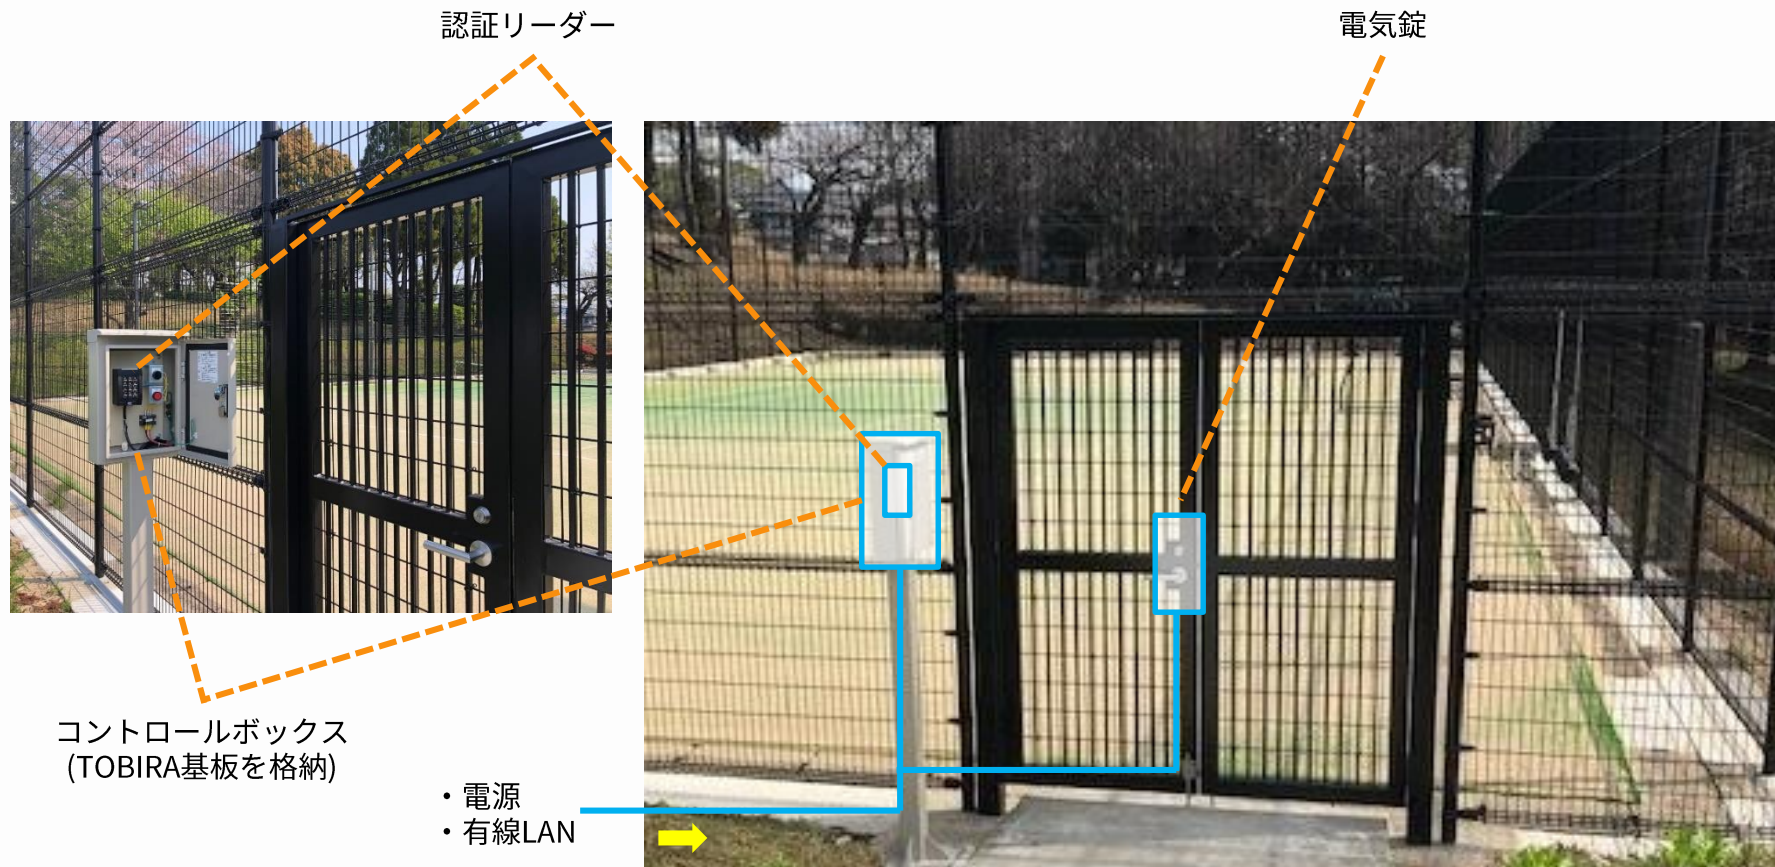 認証リーダー
電気錠
コントロールボックス
(TOBIRA基板を格納)
・電源
・有線LAN